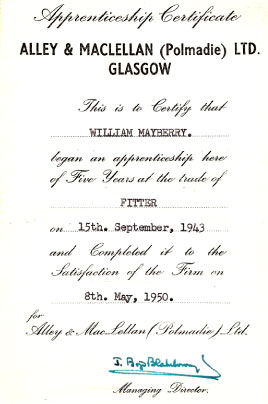 Apprenticeship Certificate
ALLEY & MACLELLAN (Polmadie) LTD.
GLASGOW
This is to Certify that
WILLIAM MAYBERRY.
began an apprenticeship here
of Five Years at the trade of
FITTER
on 15th. September, 1943
and Completed it to the
Satisfaction of the Firm on
8th. May, 1950.
for
Alley & MacLellan (Polmadie) Ltd.
Managing Director.